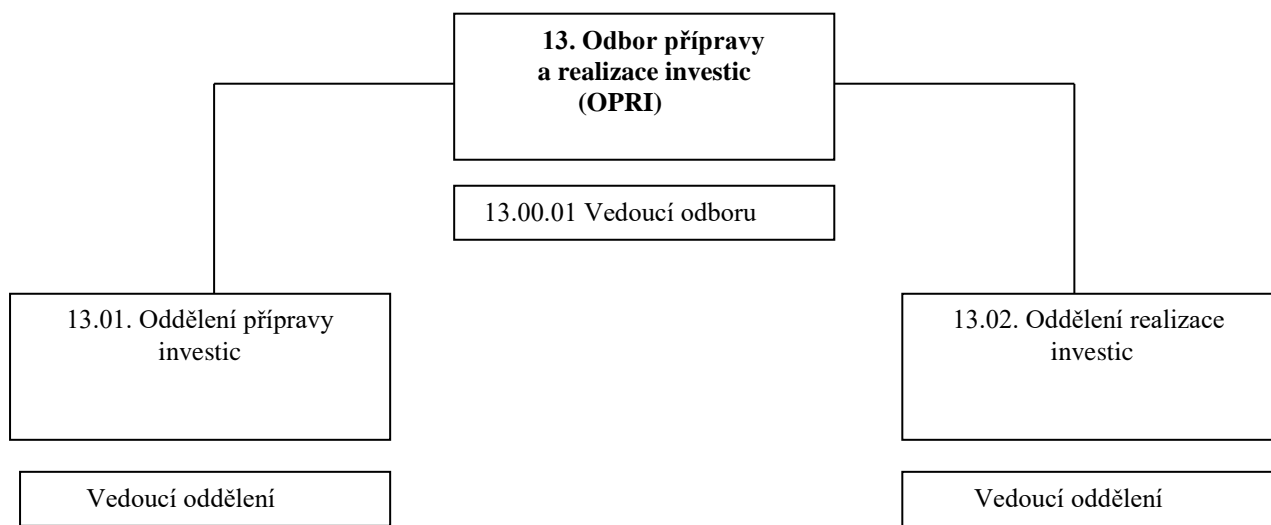 13. Odbor přípravy
a realizace investic
(OPRI)
13.00.01 Vedoucí odboru
13.01. Oddělení přípravy
investic
Vedoucí oddělení
13.02. Oddělení realizace
investic
Vedoucí oddělení